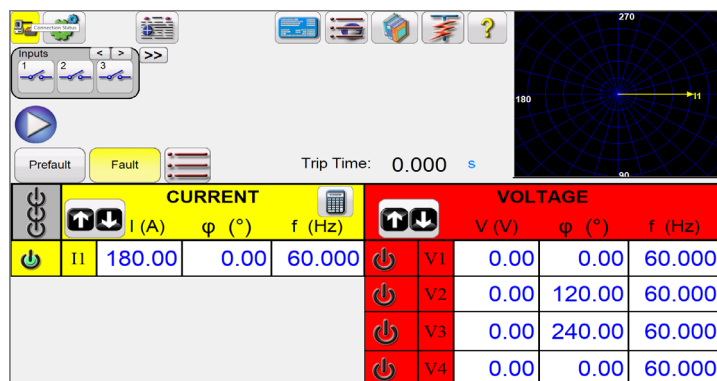 Connection Status
?
270
Inputs
< >
>>
1 2 3
I1
180
Prefault
Fault
Trip Time: 0.000 s
90
CURRENT
VOLTAGE
I (A) φ (°) f (Hz)
V (V) φ (°) f (Hz)
I1 180.00 0.00 60.000
V1 0.00 0.00 60.000
V2 0.00 120.00 60.000
V3 0.00 240.00 60.000
V4 0.00 0.00 60.000